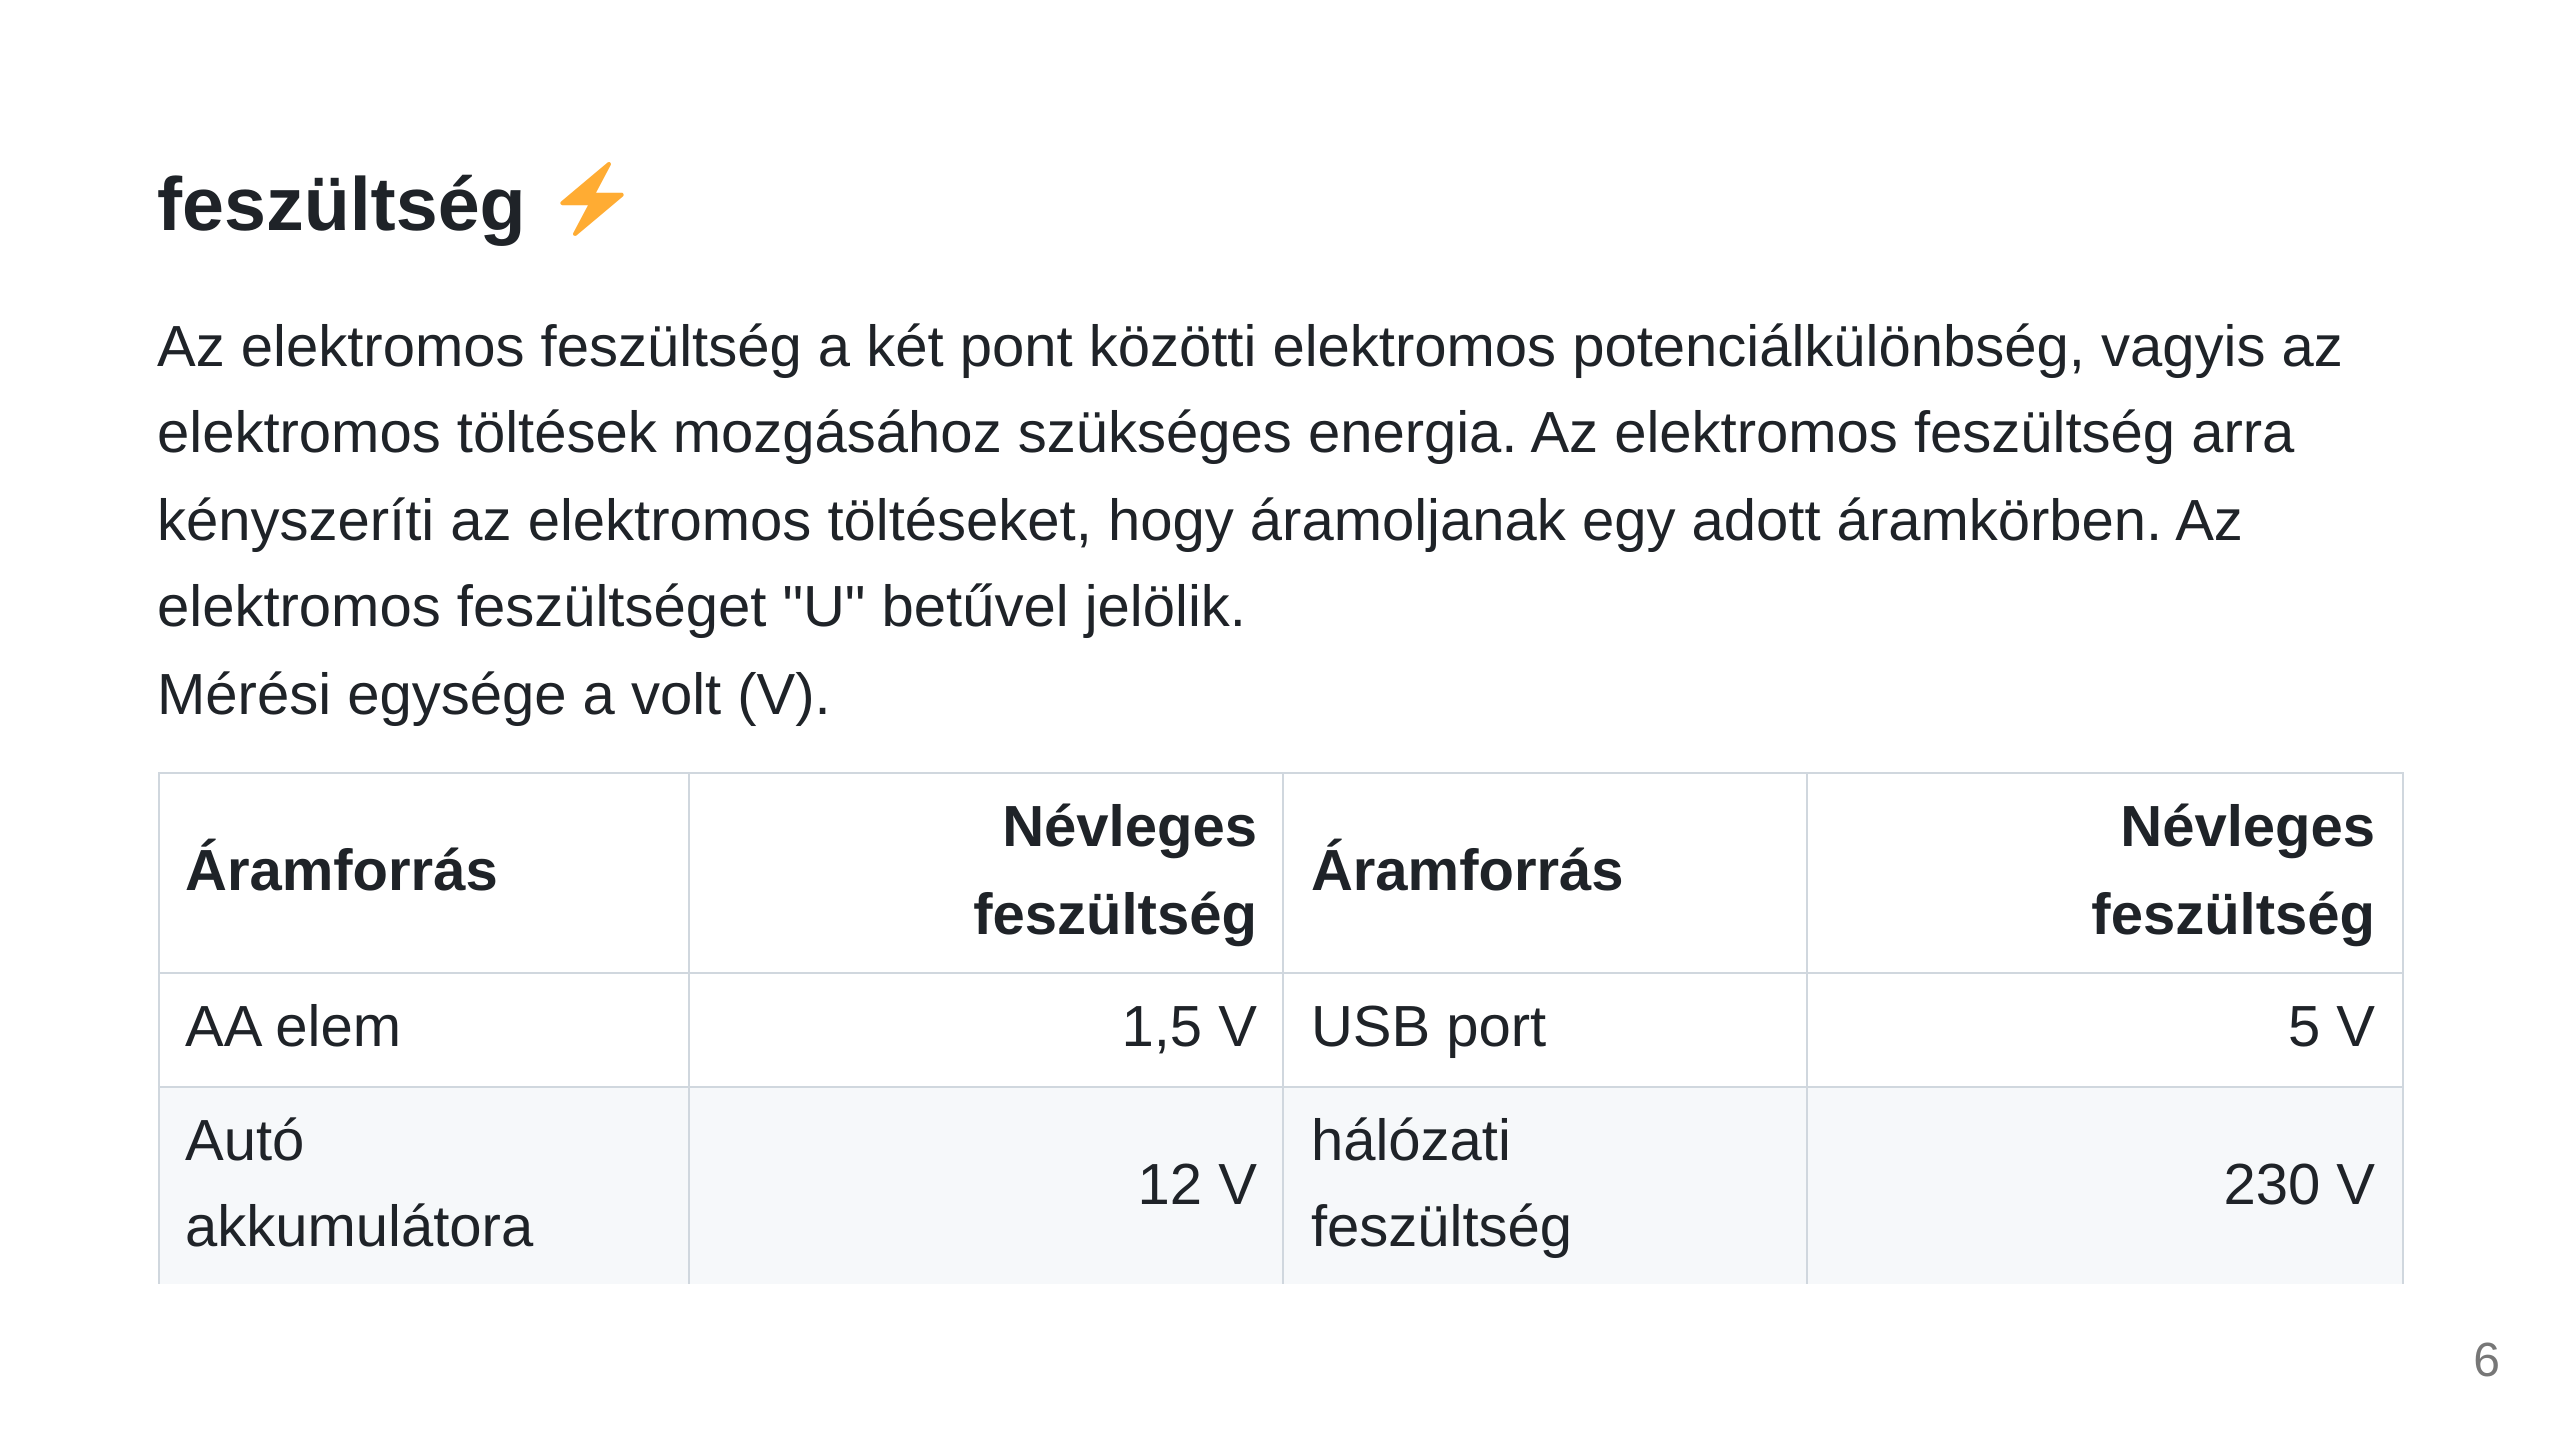 feszültség ⚡
Az elektromos feszültség a két pont közötti elektromos potenciálkülönbség, vagyis az
elektromos töltések mozgásához szükséges energia. Az elektromos feszültség arra
kényszeríti az elektromos töltéseket, hogy áramoljanak egy adott áramkörben. Az
elektromos feszültséget "U" betűvel jelölik.
Mérési egysége a volt (V).
Áramforrás
Névleges
feszültség
Áramforrás
Névleges
feszültség
AA elem
1,5 V
USB port
5 V
Autó
akkumulátora
12 V
hálózati
feszültség
230 V
6